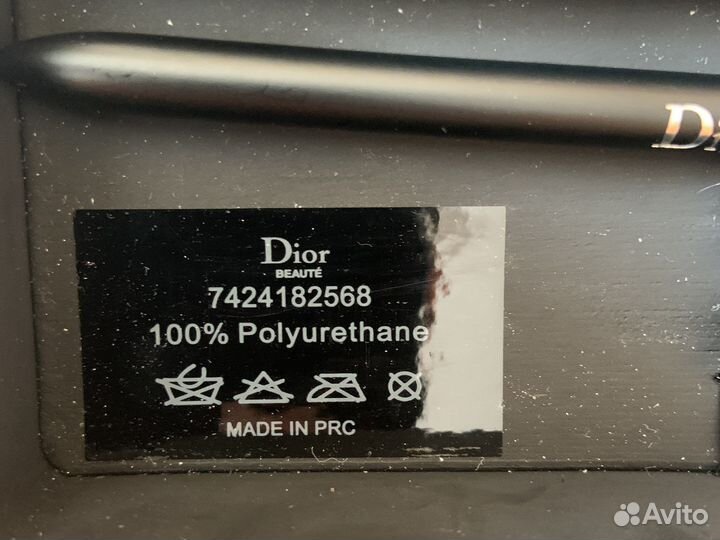 Dior
BEAUTÉ
7424182568
100% Polyurethane
MADE IN PRC
Avito